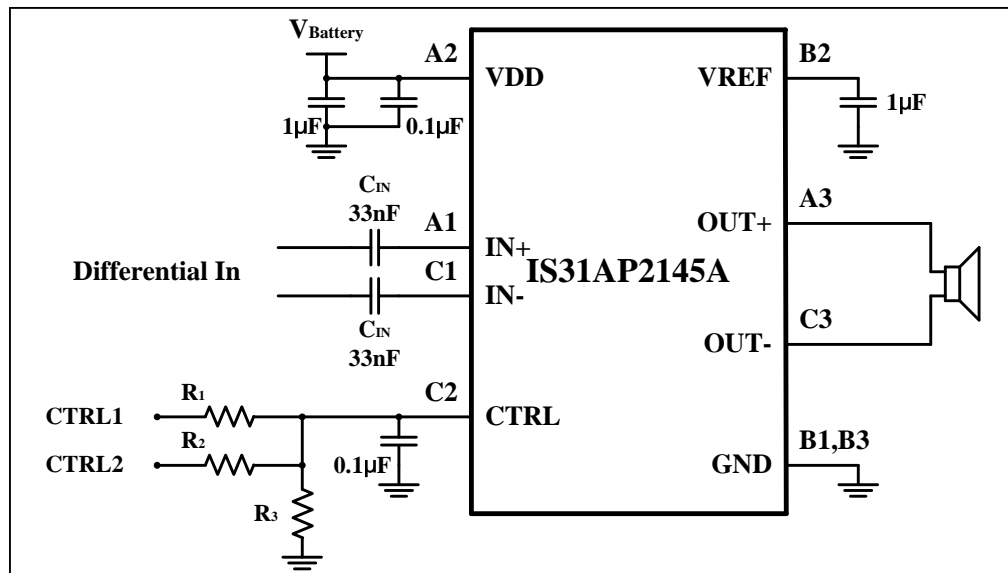 VBattery
A2
VDD
1µF
0.1µF
VREF
B2
1µF
CIN
33nF
A1
IN+
Differential In
C1
IN-
CIN
33nF
IS31AP2145A
OUT+
A3
OUT-
C3
CTRL1
R1
C2
CTRL
CTRL2
R2
0.1µF
R3
GND
B1,B3